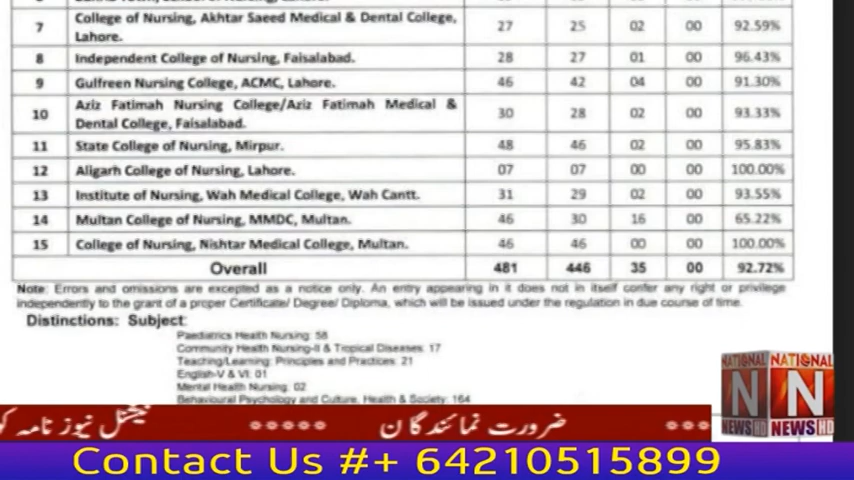 7 College of Nursing, Akhtar Saeed Medical & Dental College, Lahore. 27 25 02 00 92.59%
8 Independent College of Nursing, Faisalabad. 28 27 01 00 96.43%
9 Gulfreen Nursing College, ACMC, Lahore. 46 42 04 00 91.30%
10 Aziz Fatimah Nursing College/Aziz Fatimah Medical & Dental College, Faisalabad. 30 28 02 00 93.33%
11 State College of Nursing, Mirpur. 48 46 02 00 95.83%
12 Aligarh College of Nursing, Lahore. 07 07 00 00 100.00%
13 Institute of Nursing, Wah Medical College, Wah Cantt. 31 29 02 00 93.55%
14 Multan College of Nursing, MMDC, Multan. 46 30 16 00 65.22%
15 College of Nursing, Nishtar Medical College, Multan. 46 46 00 00 100.00%
Overall 481 446 35 00 92.72%
Note: Errors and omissions are excepted as a notice only. An entry appearing in it does not in itself confer any right or privilege
independently to the grant of a proper Certificate/ Degree/ Diploma, which will be issued under the regulation in due course of time.
Distinctions: Subject:
Paediatrics Health Nursing: 58
Community Health Nursing-II & Tropical Diseases: 17
Teaching/Learning: Principles and Practices: 21
English-V & VI: 01
Mental Health Nursing: 02
Behavioural Psychology and Culture, Health & Society: 164
NATIONAL NATIONAL
N N
NEWS HD NEWS HD
ضرورت نمائندگان ***** نیشنل نیوز نامہ
Contact Us #+ 64210515899